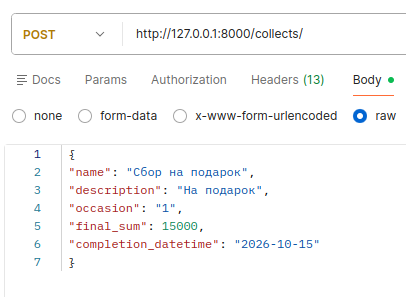 POST http://127.0.0.1:8000/collects/
Docs Params Authorization Headers (13) Body
none form-data x-www-form-urlencoded raw
1 {
2 "name": "Сбор на подарок",
3 "description": "На подарок",
4 "occasion": "1",
5 "final_sum": 15000,
6 "completion_datetime": "2026-10-15"
7 }